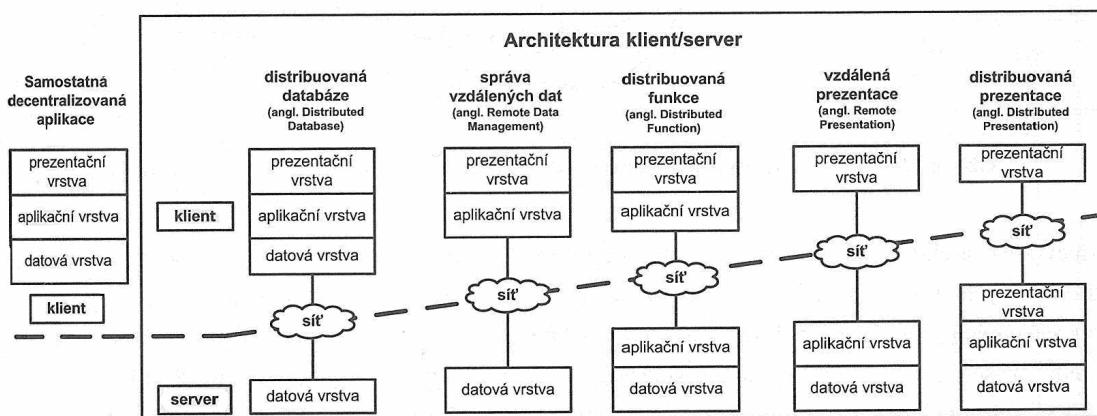 Architektura klient/server
Samostatná
decentralizovaná
aplikace
prezentační
vrstva
aplikační vrstva
datová vrstva
klient
klient
server
distribuovaná
databáze
(angl. Distributed
Database)
prezentační
vrstva
aplikační vrstva
datová vrstva
síť
datová vrstva
správa
vzdálených dat
(angl. Remote Data
Management)
prezentační
vrstva
aplikační vrstva
síť
datová vrstva
distribuovaná
funkce
(angl. Distributed
Function)
prezentační
vrstva
aplikační vrstva
síť
aplikační vrstva
datová vrstva
vzdálená
prezentace
(angl. Remote
Presentation)
prezentační
vrstva
síť
aplikační vrstva
datová vrstva
distribuovaná
prezentace
(angl. Distributed
Presentation)
prezentační
vrstva
síť
prezentační
vrstva
aplikační vrstva
datová vrstva